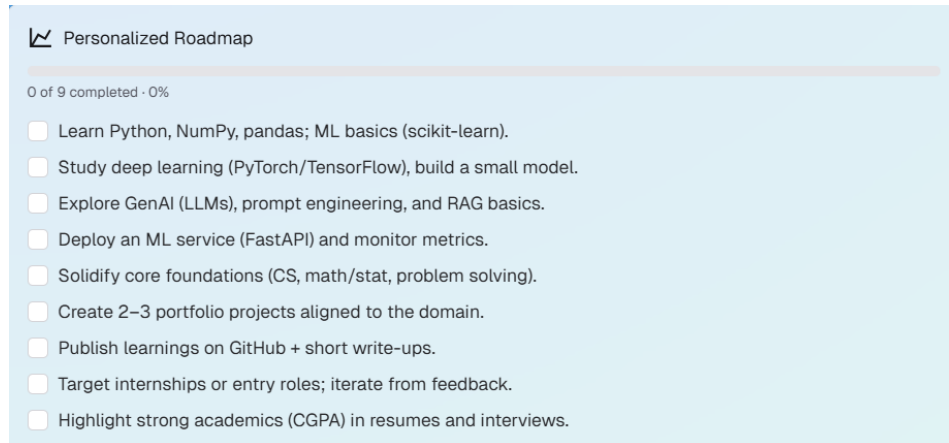 Personalized Roadmap
0 of 9 completed · 0%
Learn Python, NumPy, pandas; ML basics (scikit-learn).
Study deep learning (PyTorch/TensorFlow), build a small model.
Explore GenAI (LLMs), prompt engineering, and RAG basics.
Deploy an ML service (FastAPI) and monitor metrics.
Solidify core foundations (CS, math/stat, problem solving).
Create 2–3 portfolio projects aligned to the domain.
Publish learnings on GitHub + short write-ups.
Target internships or entry roles; iterate from feedback.
Highlight strong academics (CGPA) in resumes and interviews.